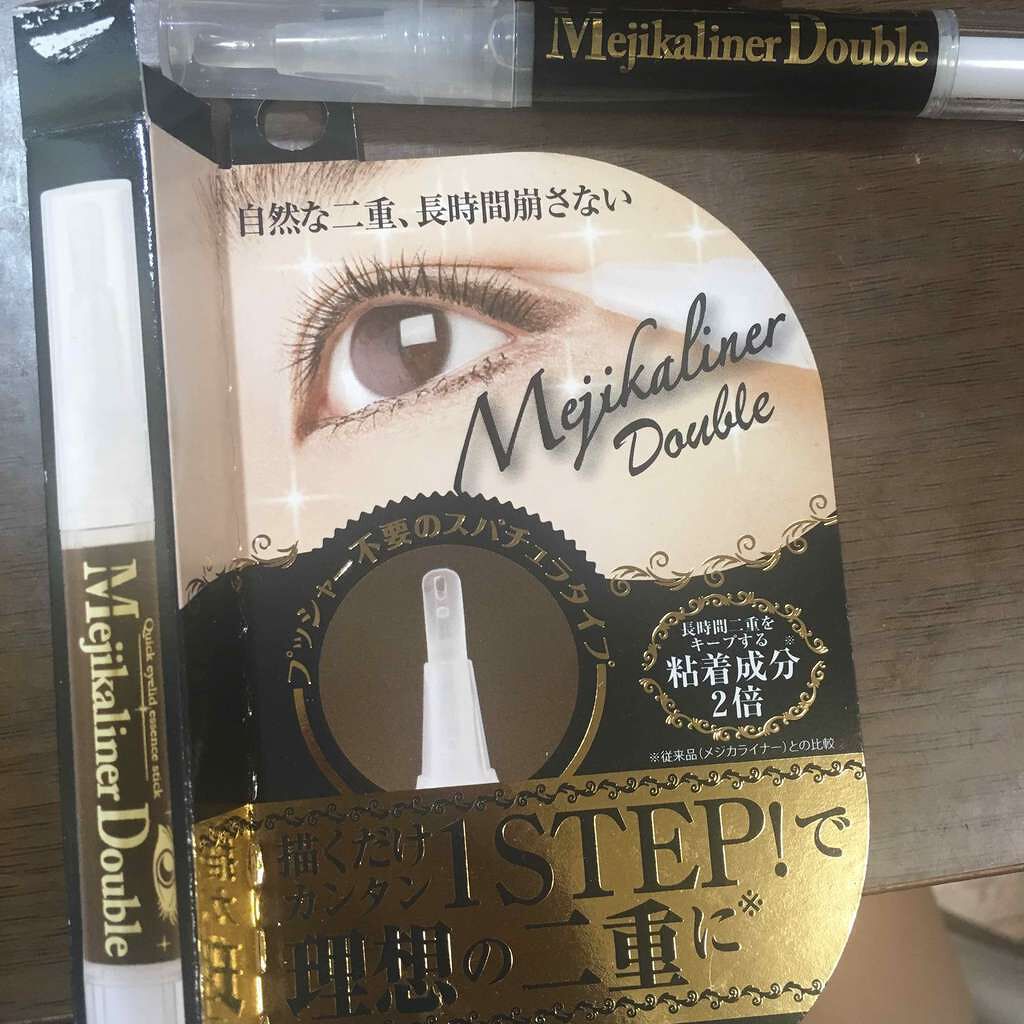 Mejikaliner Double
自然な二重、長時間崩さない
Mejikaliner
Double
プッシャー不要のスパチュラタイプ
長時間二重を
キープする
※
粘着成分
2倍
※従来品(メジカライナー)との比較
描くだけ
カンタン
1STEP!で
理想の二重に※
Quick eyelid essence stick
Mejikaliner Double